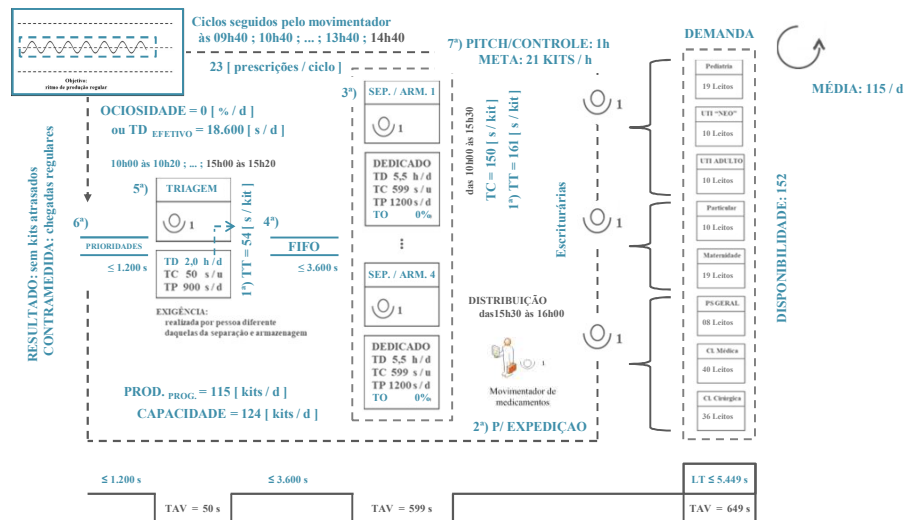 Objetivo:
ritmo de produção regular
Ciclos seguidos pelo movimentador
às 09h40 ; 10h40 ; ... ; 13h40 ; 14h40
23 [ prescrições / ciclo ]
7ª) PITCH/CONTROLE: 1h
META: 21 KITS / h
DEMANDA
MÉDIA: 115 / d
OCIOSIDADE = 0 [ % / d ]
ou TD EFETIVO = 18.600 [ s / d ]
10h00 às 10h20 ; ... ; 15h00 às 15h20
RESULTADO: sem kits atrasados
CONTRAMEDIDA: chegadas regulares
6ª)
PRIORIDADES
≤ 1.200 s
5ª)
TRIAGEM
1
TD 2,0 h / d
TC 50 s / u
TP 900 s / d
1ª) TT = 54 [ s / kit ]
EXIGÊNCIA:
realizada por pessoa diferente
daquelas da separação e armazenagem
4ª)
FIFO
≤ 3.600 s
3ª)
SEP. / ARM. 1
1
DEDICADO
TD 5,5 h / d
TC 599 s / u
TP 1200 s / d
TO 0%
...
SEP. / ARM. 4
1
DEDICADO
TD 5,5 h / d
TC 599 s / u
TP 1200 s / d
TO 0%
das 10h00 às 15h30
TC = 150 [ s / kit ]
1ª) TT = 161 [ s / kit ]
DISTRIBUIÇÃO
das15h30 às 16h00
1
Movimentador de
medicamentos
Escriturárias
1
1
1
Pediatria
19 Leitos
UTI “NEO”
10 Leitos
UTI ADULTO
10 Leitos
Particular
10 Leitos
Maternidade
19 Leitos
PS GERAL
08 Leitos
Cl. Médica
40 Leitos
Cl. Cirúrgica
36 Leitos
DISPONIBILIDADE: 152
PROD. PROG. = 115 [ kits / d ]
CAPACIDADE = 124 [ kits / d ]
2ª) P/ EXPEDIÇAO
≤ 1.200 s
≤ 3.600 s
LT ≤ 5.449 s
TAV = 50 s
TAV = 599 s
TAV = 649 s